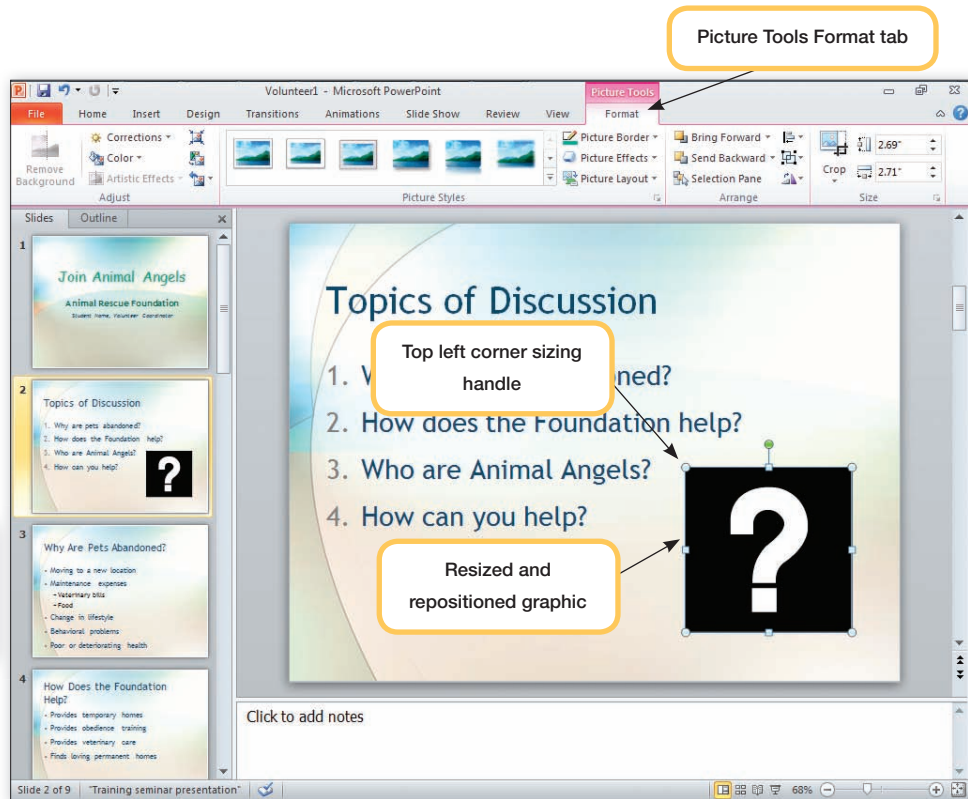 Picture Tools Format tab
Volunteer1 - Microsoft PowerPoint
Picture Tools
File Home Insert Design Transitions Animations Slide Show Review View Format
Remove Background
Corrections
Color
Artistic Effects
Adjust
Picture Styles
Picture Border
Picture Effects
Picture Layout
Bring Forward
Send Backward
Selection Pane
Arrange
Crop
2.69"
2.71"
Size
Slides Outline
1
Join Animal Angels
Animal Rescue Foundation
Student Name, Volunteer Coordinator
2
Topics of Discussion
1. Why are pets abandoned?
2. How does the Foundation help?
3. Who are Animal Angels?
4. How can you help?
?
3
Why Are Pets Abandoned?
• Moving to a new location
• Maintenance expenses
– Veterinary bills
– Food
• Change in lifestyle
• Behavioral problems
• Poor or deteriorating health
4
How Does the Foundation
Help?
• Provides temporary homes
• Provides obedience training
• Provides veterinary care
• Finds loving permanent homes
Topics of Discussion
Top left corner sizing
handle
1. W oned?
2. How does the Foundation help?
3. Who are Animal Angels?
4. How can you help?
?
Resized and
repositioned graphic
Click to add notes
Slide 2 of 9 "Training seminar presentation" 68%